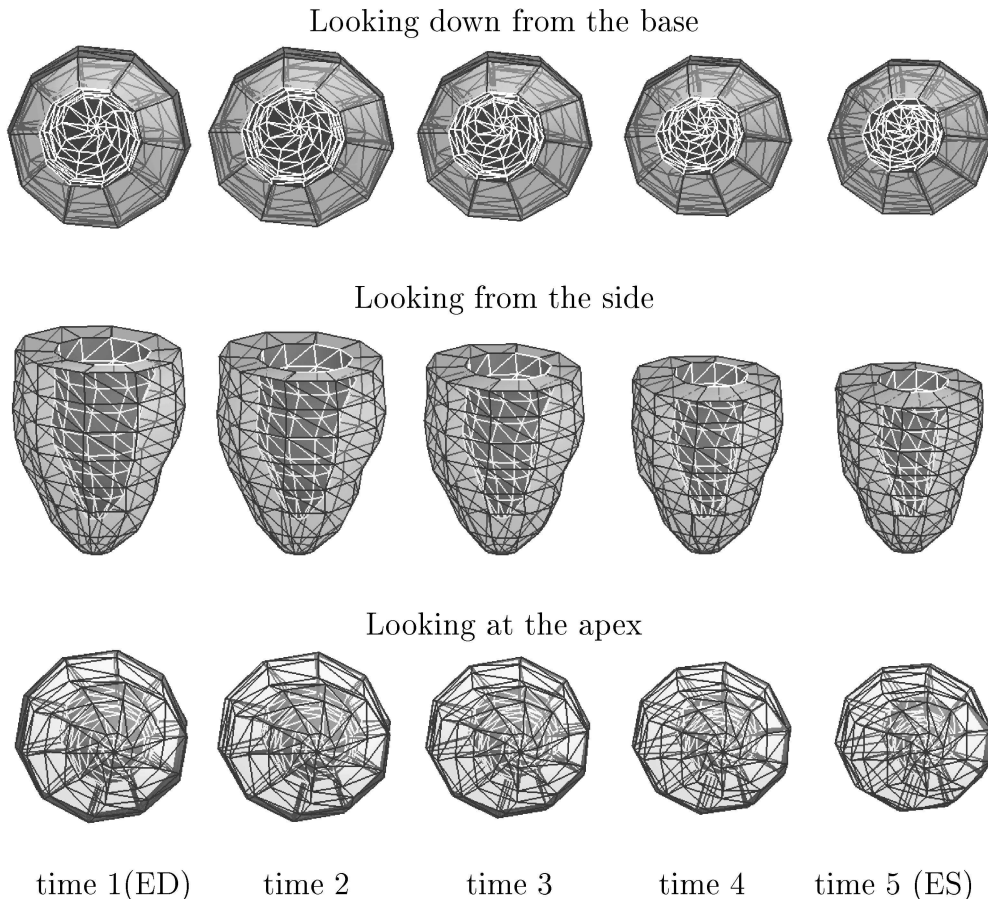 Looking down from the base
Looking from the side
Looking at the apex
time 1(ED) time 2 time 3 time 4 time 5 (ES)